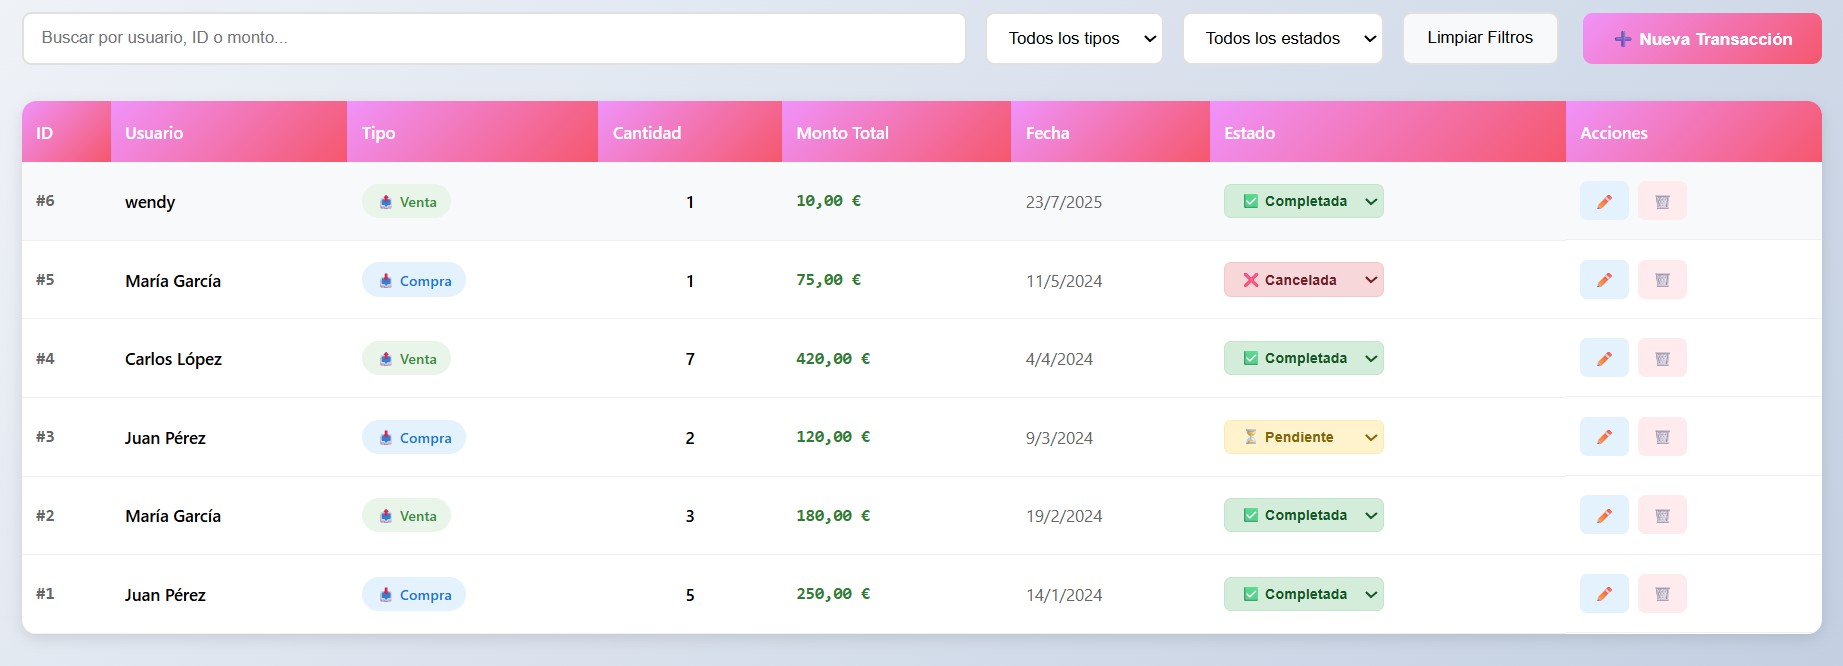 Buscar por usuario, ID o monto... Todos los tipos Todos los estados Limpiar Filtros ➕ Nueva Transacción
ID Usuario Tipo Cantidad Monto Total Fecha Estado Acciones
#6 wendy 📤 Venta 1 10,00 € 23/7/2025 ✅ Completada
#5 María García 📥 Compra 1 75,00 € 11/5/2024 ❌ Cancelada
#4 Carlos López 📤 Venta 7 420,00 € 4/4/2024 ✅ Completada
#3 Juan Pérez 📥 Compra 2 120,00 € 9/3/2024 ⏳ Pendiente
#2 María García 📤 Venta 3 180,00 € 19/2/2024 ✅ Completada
#1 Juan Pérez 📥 Compra 5 250,00 € 14/1/2024 ✅ Completada